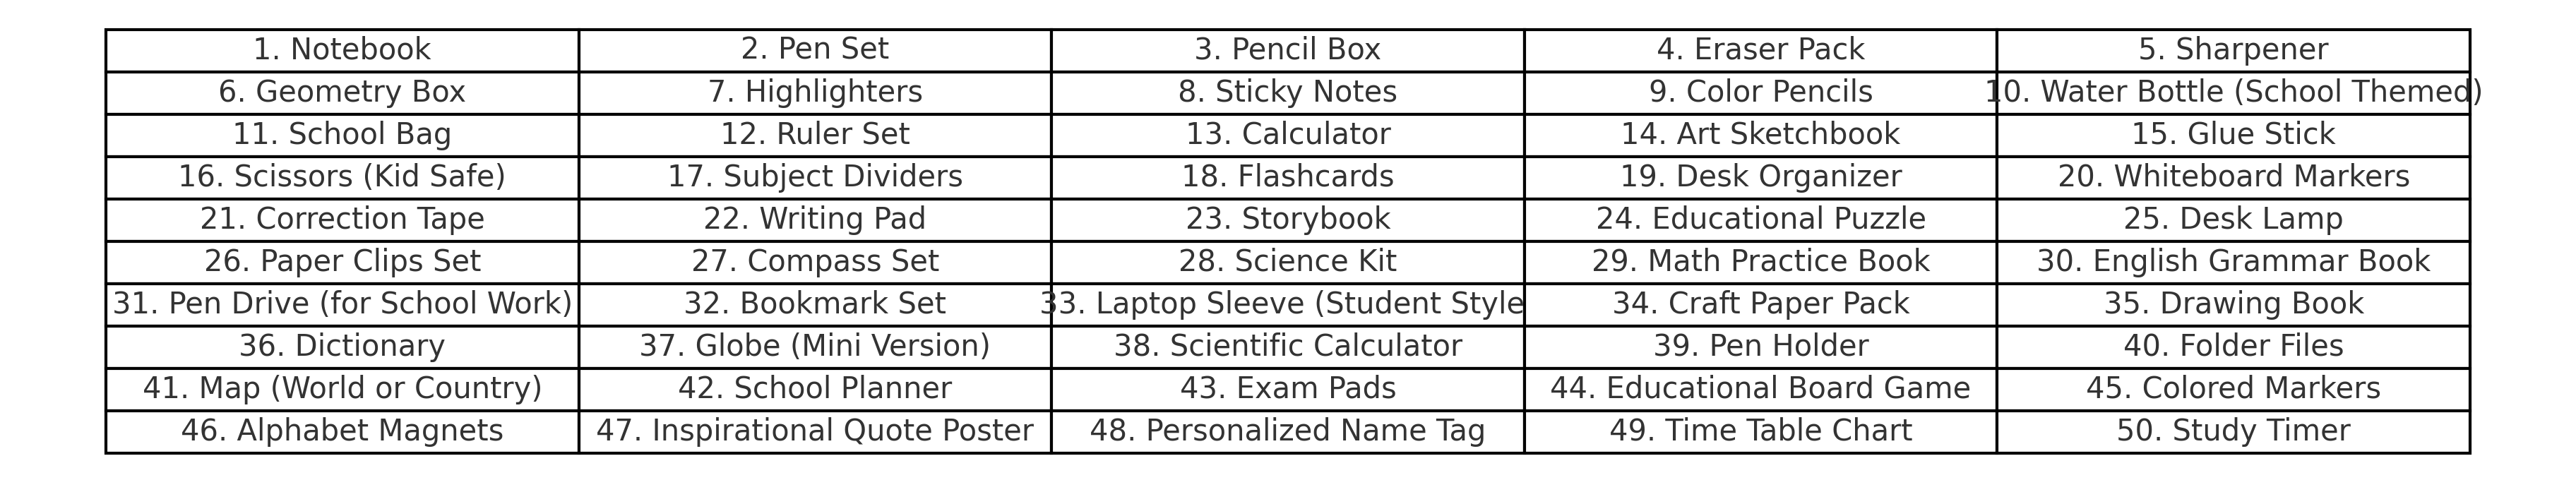 1. Notebook
2. Pen Set
3. Pencil Box
4. Eraser Pack
5. Sharpener
6. Geometry Box
7. Highlighters
8. Sticky Notes
9. Color Pencils
10. Water Bottle (School Themed)
11. School Bag
12. Ruler Set
13. Calculator
14. Art Sketchbook
15. Glue Stick
16. Scissors (Kid Safe)
17. Subject Dividers
18. Flashcards
19. Desk Organizer
20. Whiteboard Markers
21. Correction Tape
22. Writing Pad
23. Storybook
24. Educational Puzzle
25. Desk Lamp
26. Paper Clips Set
27. Compass Set
28. Science Kit
29. Math Practice Book
30. English Grammar Book
31. Pen Drive (for School Work)
32. Bookmark Set
33. Laptop Sleeve (Student Style
34. Craft Paper Pack
35. Drawing Book
36. Dictionary
37. Globe (Mini Version)
38. Scientific Calculator
39. Pen Holder
40. Folder Files
41. Map (World or Country)
42. School Planner
43. Exam Pads
44. Educational Board Game
45. Colored Markers
46. Alphabet Magnets
47. Inspirational Quote Poster
48. Personalized Name Tag
49. Time Table Chart
50. Study Timer